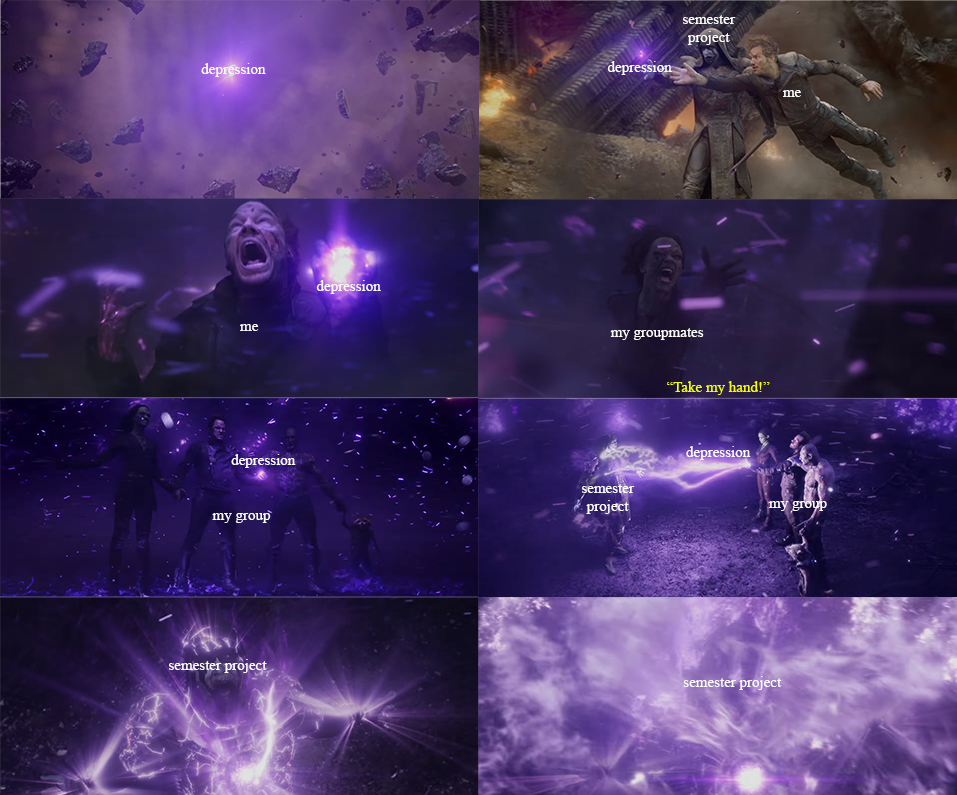 depression
semester
project
depression
me
depression
me
my groupmates
“Take my hand!”
depression
my group
depression
semester
project
my group
semester project
semester project